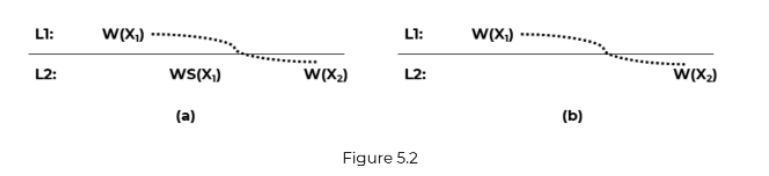 L1: W(X₁) L1: W(X₁)
L2: WS(X₁) W(X₂) L2: W(X₂)
(a) (b)
Figure 5.2